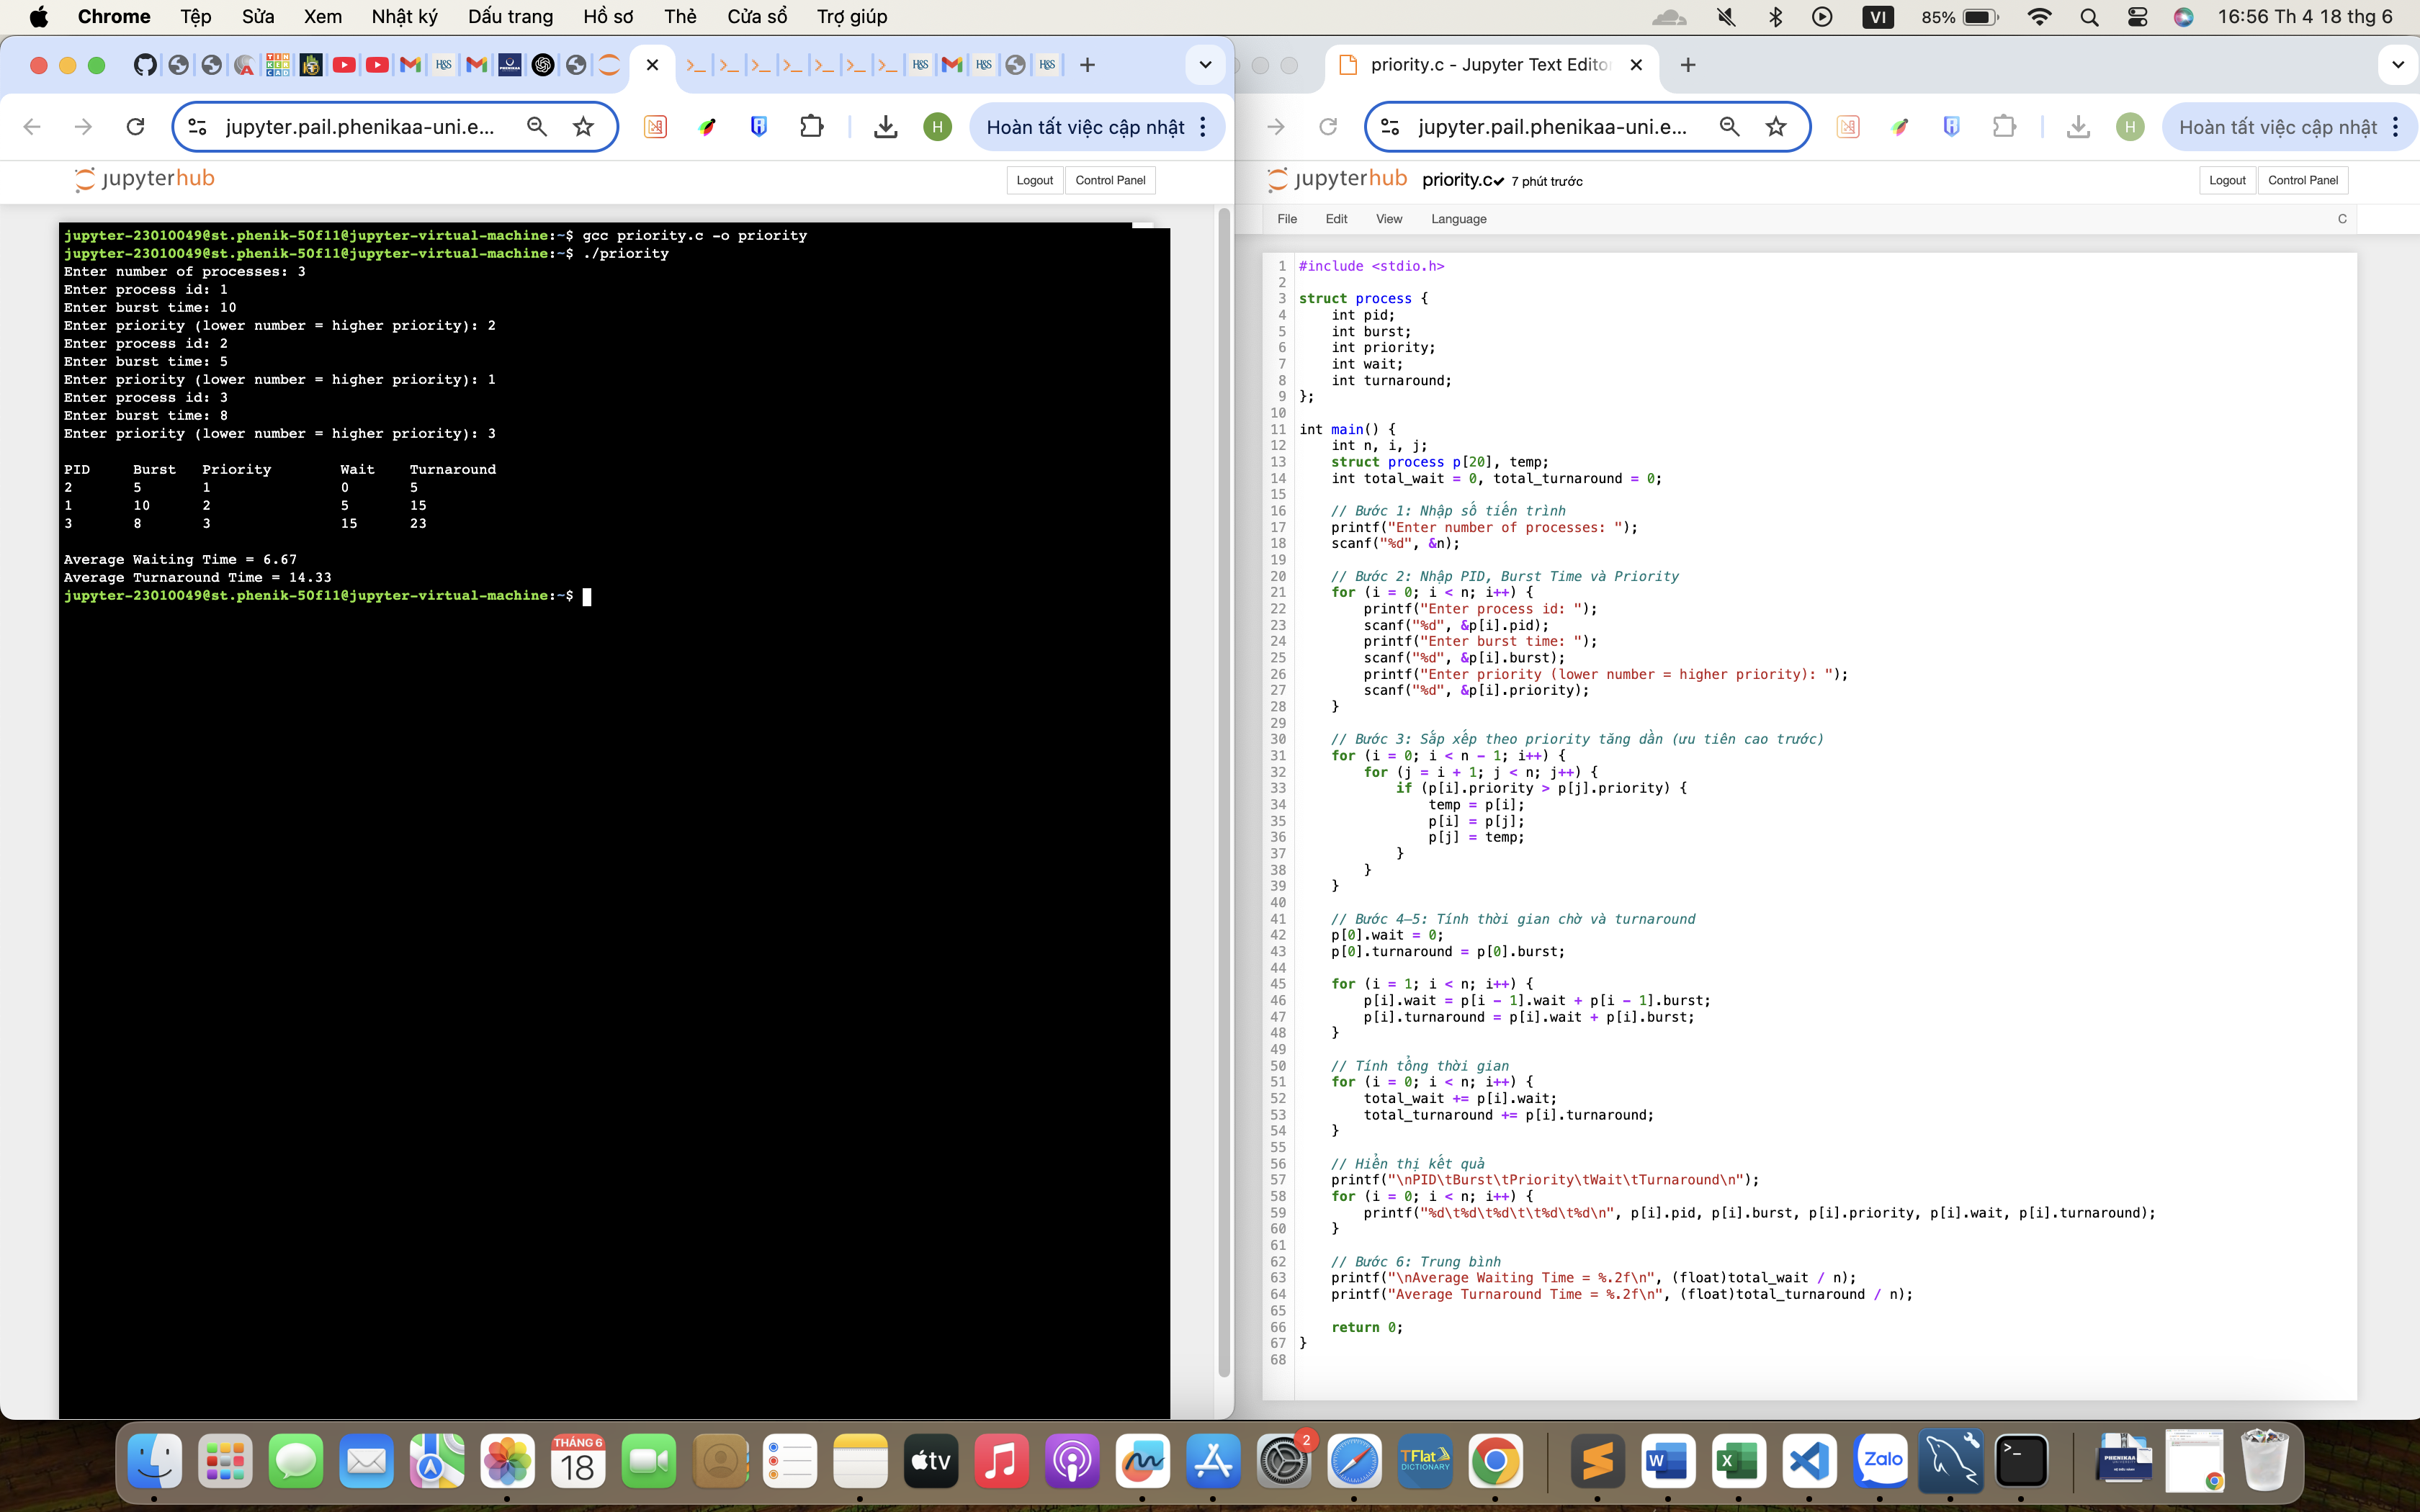 Chrome Tệp Sửa Xem Nhật ký Dấu trang Hồ sơ Thẻ Cửa sổ Trợ giúp VI 85% 16:56 Th 4 18 thg 6
H&S H&S H&S H&S
jupyter.pail.phenikaa-uni.e... H Hoàn tất việc cập nhật
jupyterhub Logout Control Panel
jupyter-23010049@st.phenik-50f11@jupyter-virtual-machine:~$ gcc priority.c -o priority
jupyter-23010049@st.phenik-50f11@jupyter-virtual-machine:~$ ./priority
Enter number of processes: 3
Enter process id: 1
Enter burst time: 10
Enter priority (lower number = higher priority): 2
Enter process id: 2
Enter burst time: 5
Enter priority (lower number = higher priority): 1
Enter process id: 3
Enter burst time: 8
Enter priority (lower number = higher priority): 3
PID Burst Priority Wait Turnaround
2 5 1 0 5
1 10 2 5 15
3 8 3 15 23
Average Waiting Time = 6.67
Average Turnaround Time = 14.33
jupyter-23010049@st.phenik-50f11@jupyter-virtual-machine:~$
priority.c - Jupyter Text Edito
jupyter.pail.phenikaa-uni.e... H Hoàn tất việc cập nhật
jupyterhub priority.c✔ 7 phút trước Logout Control Panel
File Edit View Language C
1 #include <stdio.h>
2
3 struct process {
4 int pid;
5 int burst;
6 int priority;
7 int wait;
8 int turnaround;
9 };
10
11 int main() {
12 int n, i, j;
13 struct process p[20], temp;
14 int total_wait = 0, total_turnaround = 0;
15
16 // Bước 1: Nhập số tiến trình
17 printf("Enter number of processes: ");
18 scanf("%d", &n);
19
20 // Bước 2: Nhập PID, Burst Time và Priority
21 for (i = 0; i < n; i++) {
22 printf("Enter process id: ");
23 scanf("%d", &p[i].pid);
24 printf("Enter burst time: ");
25 scanf("%d", &p[i].burst);
26 printf("Enter priority (lower number = higher priority): ");
27 scanf("%d", &p[i].priority);
28 }
29
30 // Bước 3: Sắp xếp theo priority tăng dần (ưu tiên cao trước)
31 for (i = 0; i < n - 1; i++) {
32 for (j = i + 1; j < n; j++) {
33 if (p[i].priority > p[j].priority) {
34 temp = p[i];
35 p[i] = p[j];
36 p[j] = temp;
37 }
38 }
39 }
40
41 // Bước 4–5: Tính thời gian chờ và turnaround
42 p[0].wait = 0;
43 p[0].turnaround = p[0].burst;
44
45 for (i = 1; i < n; i++) {
46 p[i].wait = p[i - 1].wait + p[i - 1].burst;
47 p[i].turnaround = p[i].wait + p[i].burst;
48 }
49
50 // Tính tổng thời gian
51 for (i = 0; i < n; i++) {
52 total_wait += p[i].wait;
53 total_turnaround += p[i].turnaround;
54 }
55
56 // Hiển thị kết quả
57 printf("\nPID\tBurst\tPriority\tWait\tTurnaround\n");
58 for (i = 0; i < n; i++) {
59 printf("%d\t%d\t%d\t\t%d\t%d\n", p[i].pid, p[i].burst, p[i].priority, p[i].wait, p[i].turnaround);
60 }
61
62 // Bước 6: Trung bình
63 printf("\nAverage Waiting Time = %.2f\n", (float)total_wait / n);
64 printf("Average Turnaround Time = %.2f\n", (float)total_turnaround / n);
65
66 return 0;
67 }
68
THÁNG 6
18
tv
2
TFlat
DICTIONARY
W
X
Zalo
>_
PHENIKAA